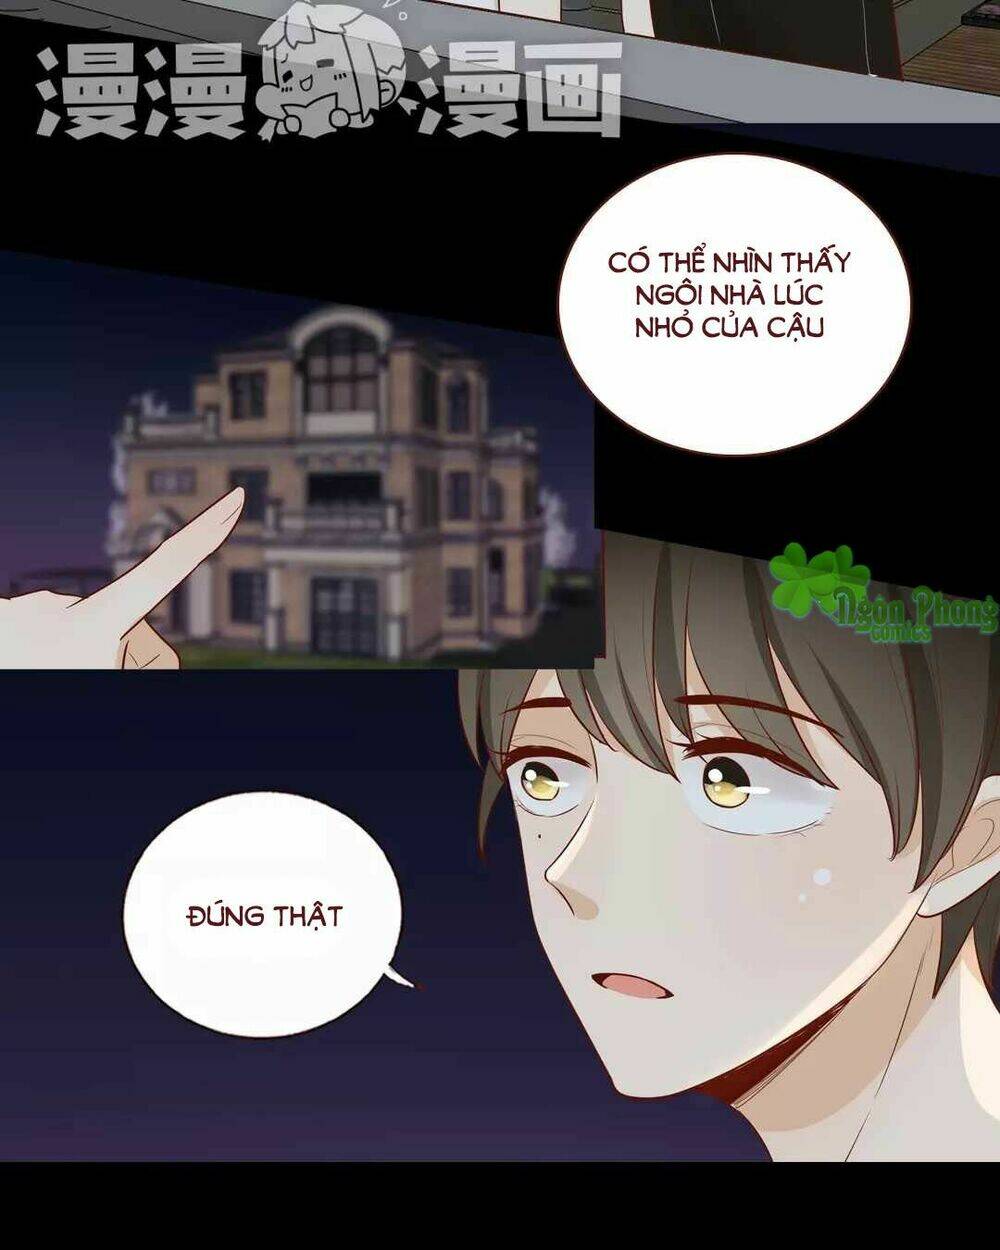 漫漫漫画
CÓ THỂ NHÌN THẤY
NGÔI NHÀ LÚC
NHỎ CỦA CẬU
Ngôn Phong
comics
ĐÚNG THẬT